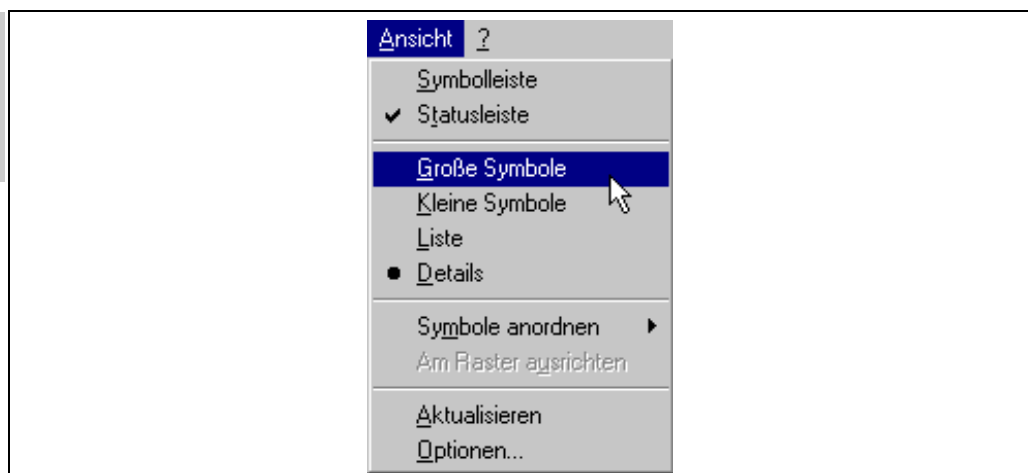 Ansicht ?
Symbolleiste
Statusleiste
Große Symbole
Kleine Symbole
Liste
Details
Symbole anordnen
Am Raster ausrichten
Aktualisieren
Optionen...